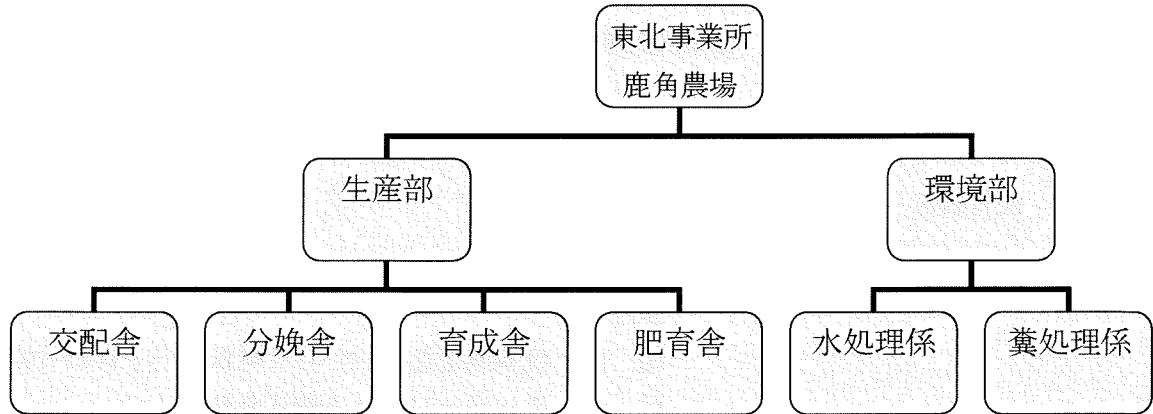 東北事業所
鹿角農場
生産部
環境部
交配舎
分娩舎
育成舎
肥育舎
水処理係
糞処理係